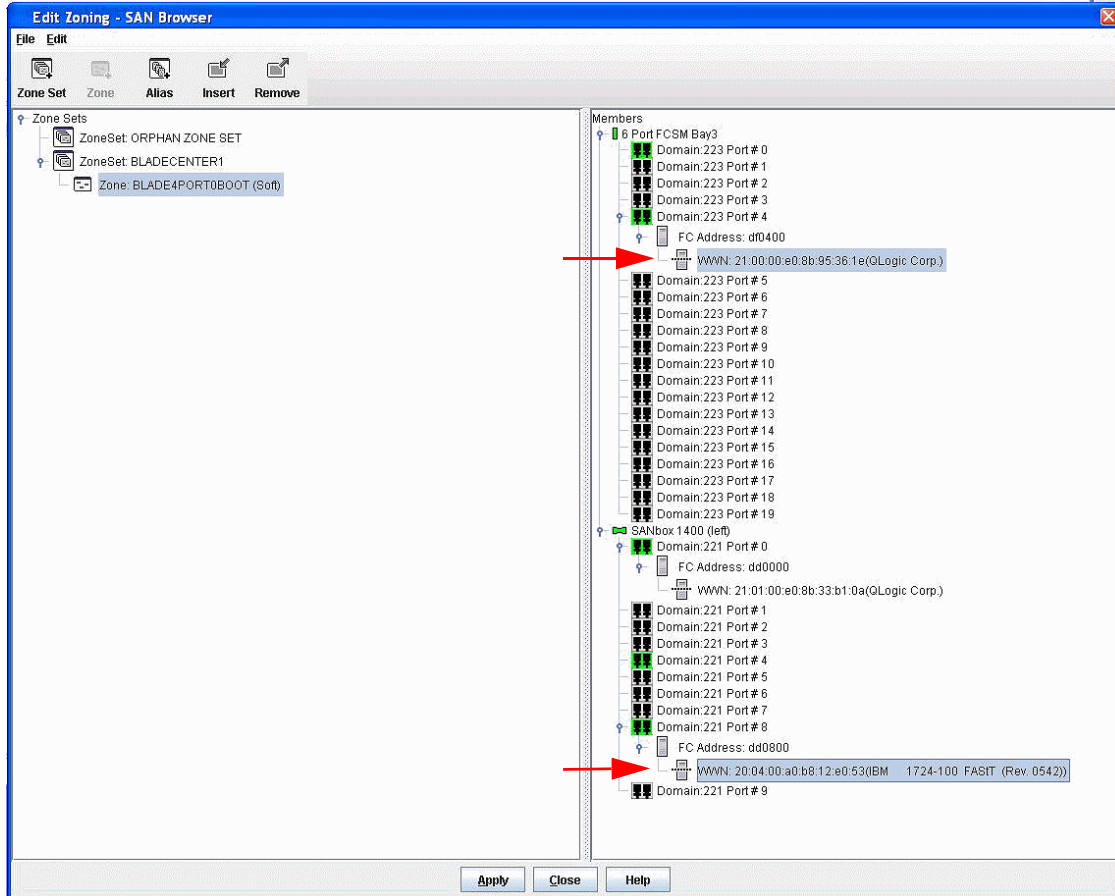 Edit Zoning - SAN Browser
File Edit
Zone Set Zone Alias Insert Remove
Zone Sets
ZoneSet: ORPHAN ZONE SET
ZoneSet: BLADECENTER1
Zone: BLADE4PORT0BOOT (Soft)
Members
6 Port FCSM Bay3
Domain:223 Port# 0
Domain:223 Port# 1
Domain:223 Port# 2
Domain:223 Port# 3
Domain:223 Port# 4
FC Address: df0400
WWN: 21:00:00:e0:8b:95:36:1e(QLogic Corp.)
Domain:223 Port# 5
Domain:223 Port# 6
Domain:223 Port# 7
Domain:223 Port# 8
Domain:223 Port# 9
Domain:223 Port# 10
Domain:223 Port# 11
Domain:223 Port# 12
Domain:223 Port# 13
Domain:223 Port# 14
Domain:223 Port# 15
Domain:223 Port# 16
Domain:223 Port# 17
Domain:223 Port# 18
Domain:223 Port# 19
SANbox 1400 (left)
Domain:221 Port# 0
FC Address: dd0000
WWN: 21:01:00:e0:8b:33:b1:0a(QLogic Corp.)
Domain:221 Port# 1
Domain:221 Port# 2
Domain:221 Port# 3
Domain:221 Port# 4
Domain:221 Port# 5
Domain:221 Port# 6
Domain:221 Port# 7
Domain:221 Port# 8
FC Address: dd0800
WWN: 20:04:00:a0:b8:12:e0:53(IBM 1724-100 FAStT (Rev. 0542))
Domain:221 Port# 9
Apply Close Help